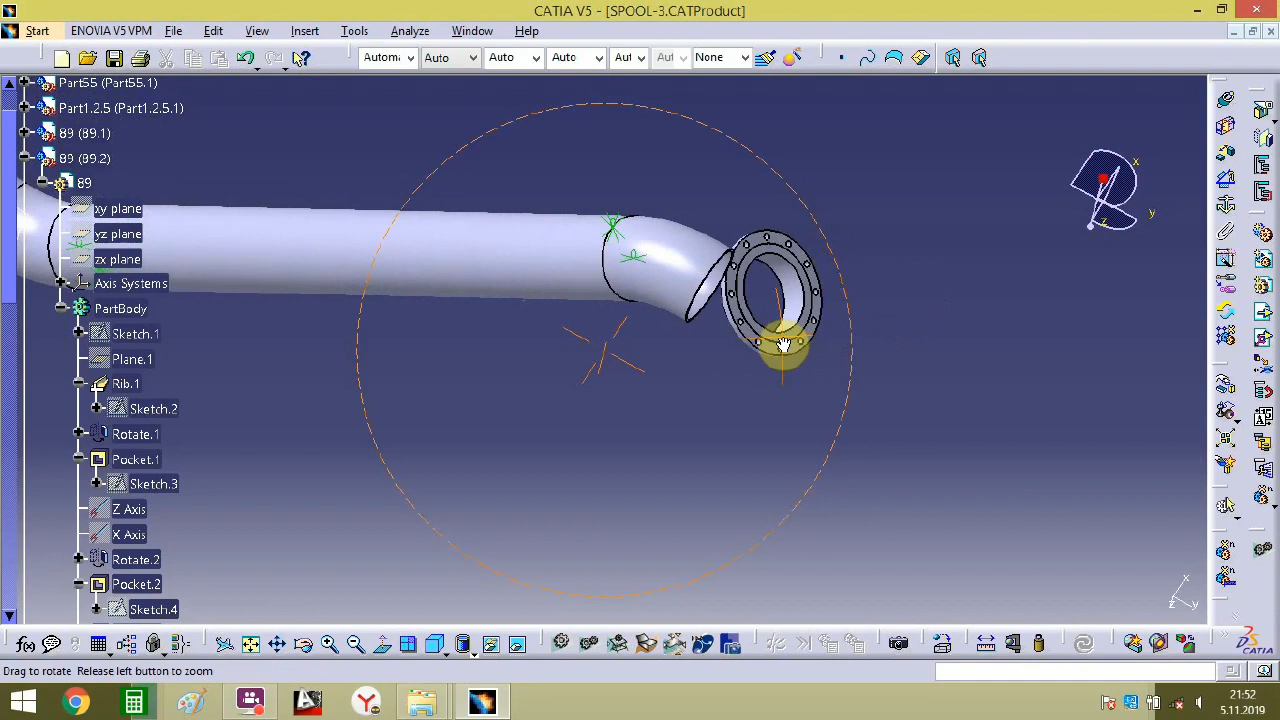 CATIA V5 - [SPOOL-3.CATProduct]
Start ENOVIA V5 VPM File Edit View Insert Tools Analyze Window Help
Automa Auto Auto Auto Aut Aut None
Part55 (Part55.1)
Part1.2.5 (Part1.2.5.1)
89 (89.1)
89 (89.2)
89
xy plane
yz plane
zx plane
Axis Systems
PartBody
Sketch.1
Plane.1
Rib.1
Sketch.2
Rotate.1
Pocket.1
Sketch.3
Z Axis
X Axis
Rotate.2
Pocket.2
Sketch.4
x
y
z
x
z y
CATIA
Drag to rotate Release left button to zoom
21:52
5.11.2019